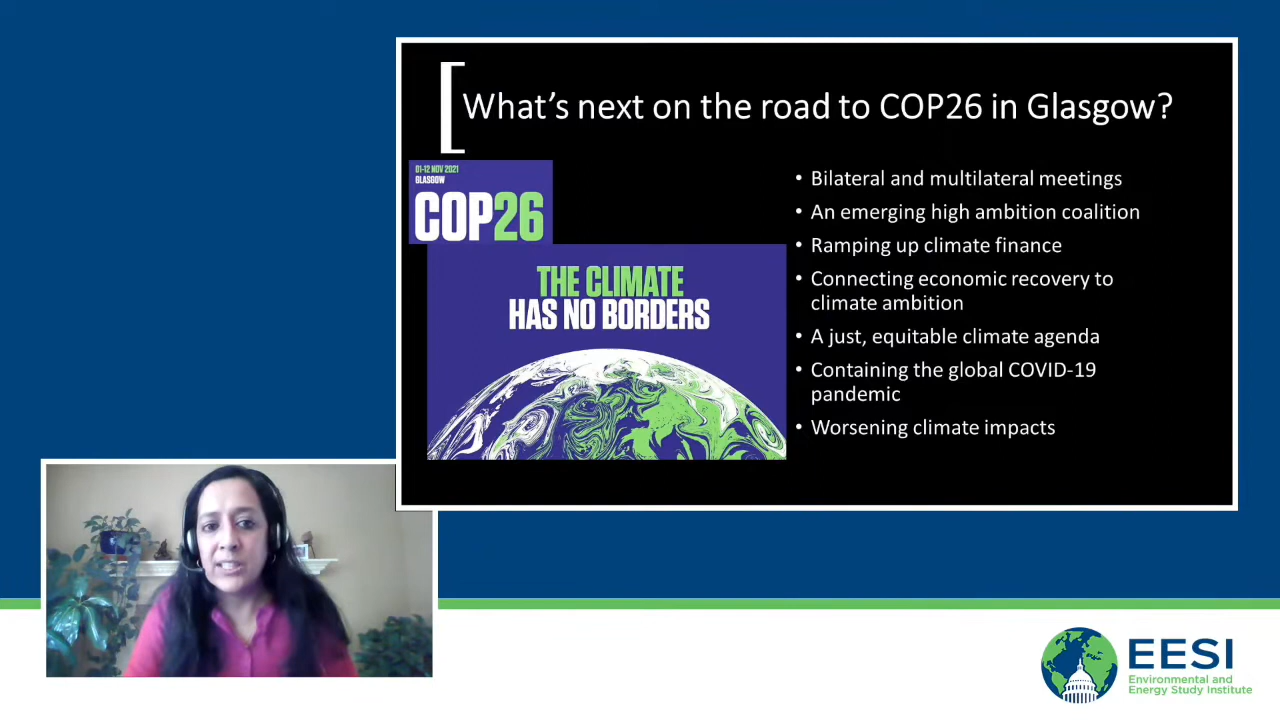 What's next on the road to COP26 in Glasgow?
01-12 NOV 2021
GLASGOW
COP26
THE CLIMATE
HAS NO BORDERS
• Bilateral and multilateral meetings
• An emerging high ambition coalition
• Ramping up climate finance
• Connecting economic recovery to
climate ambition
• A just, equitable climate agenda
• Containing the global COVID-19
pandemic
• Worsening climate impacts
EESI
Environmental and
Energy Study Institute